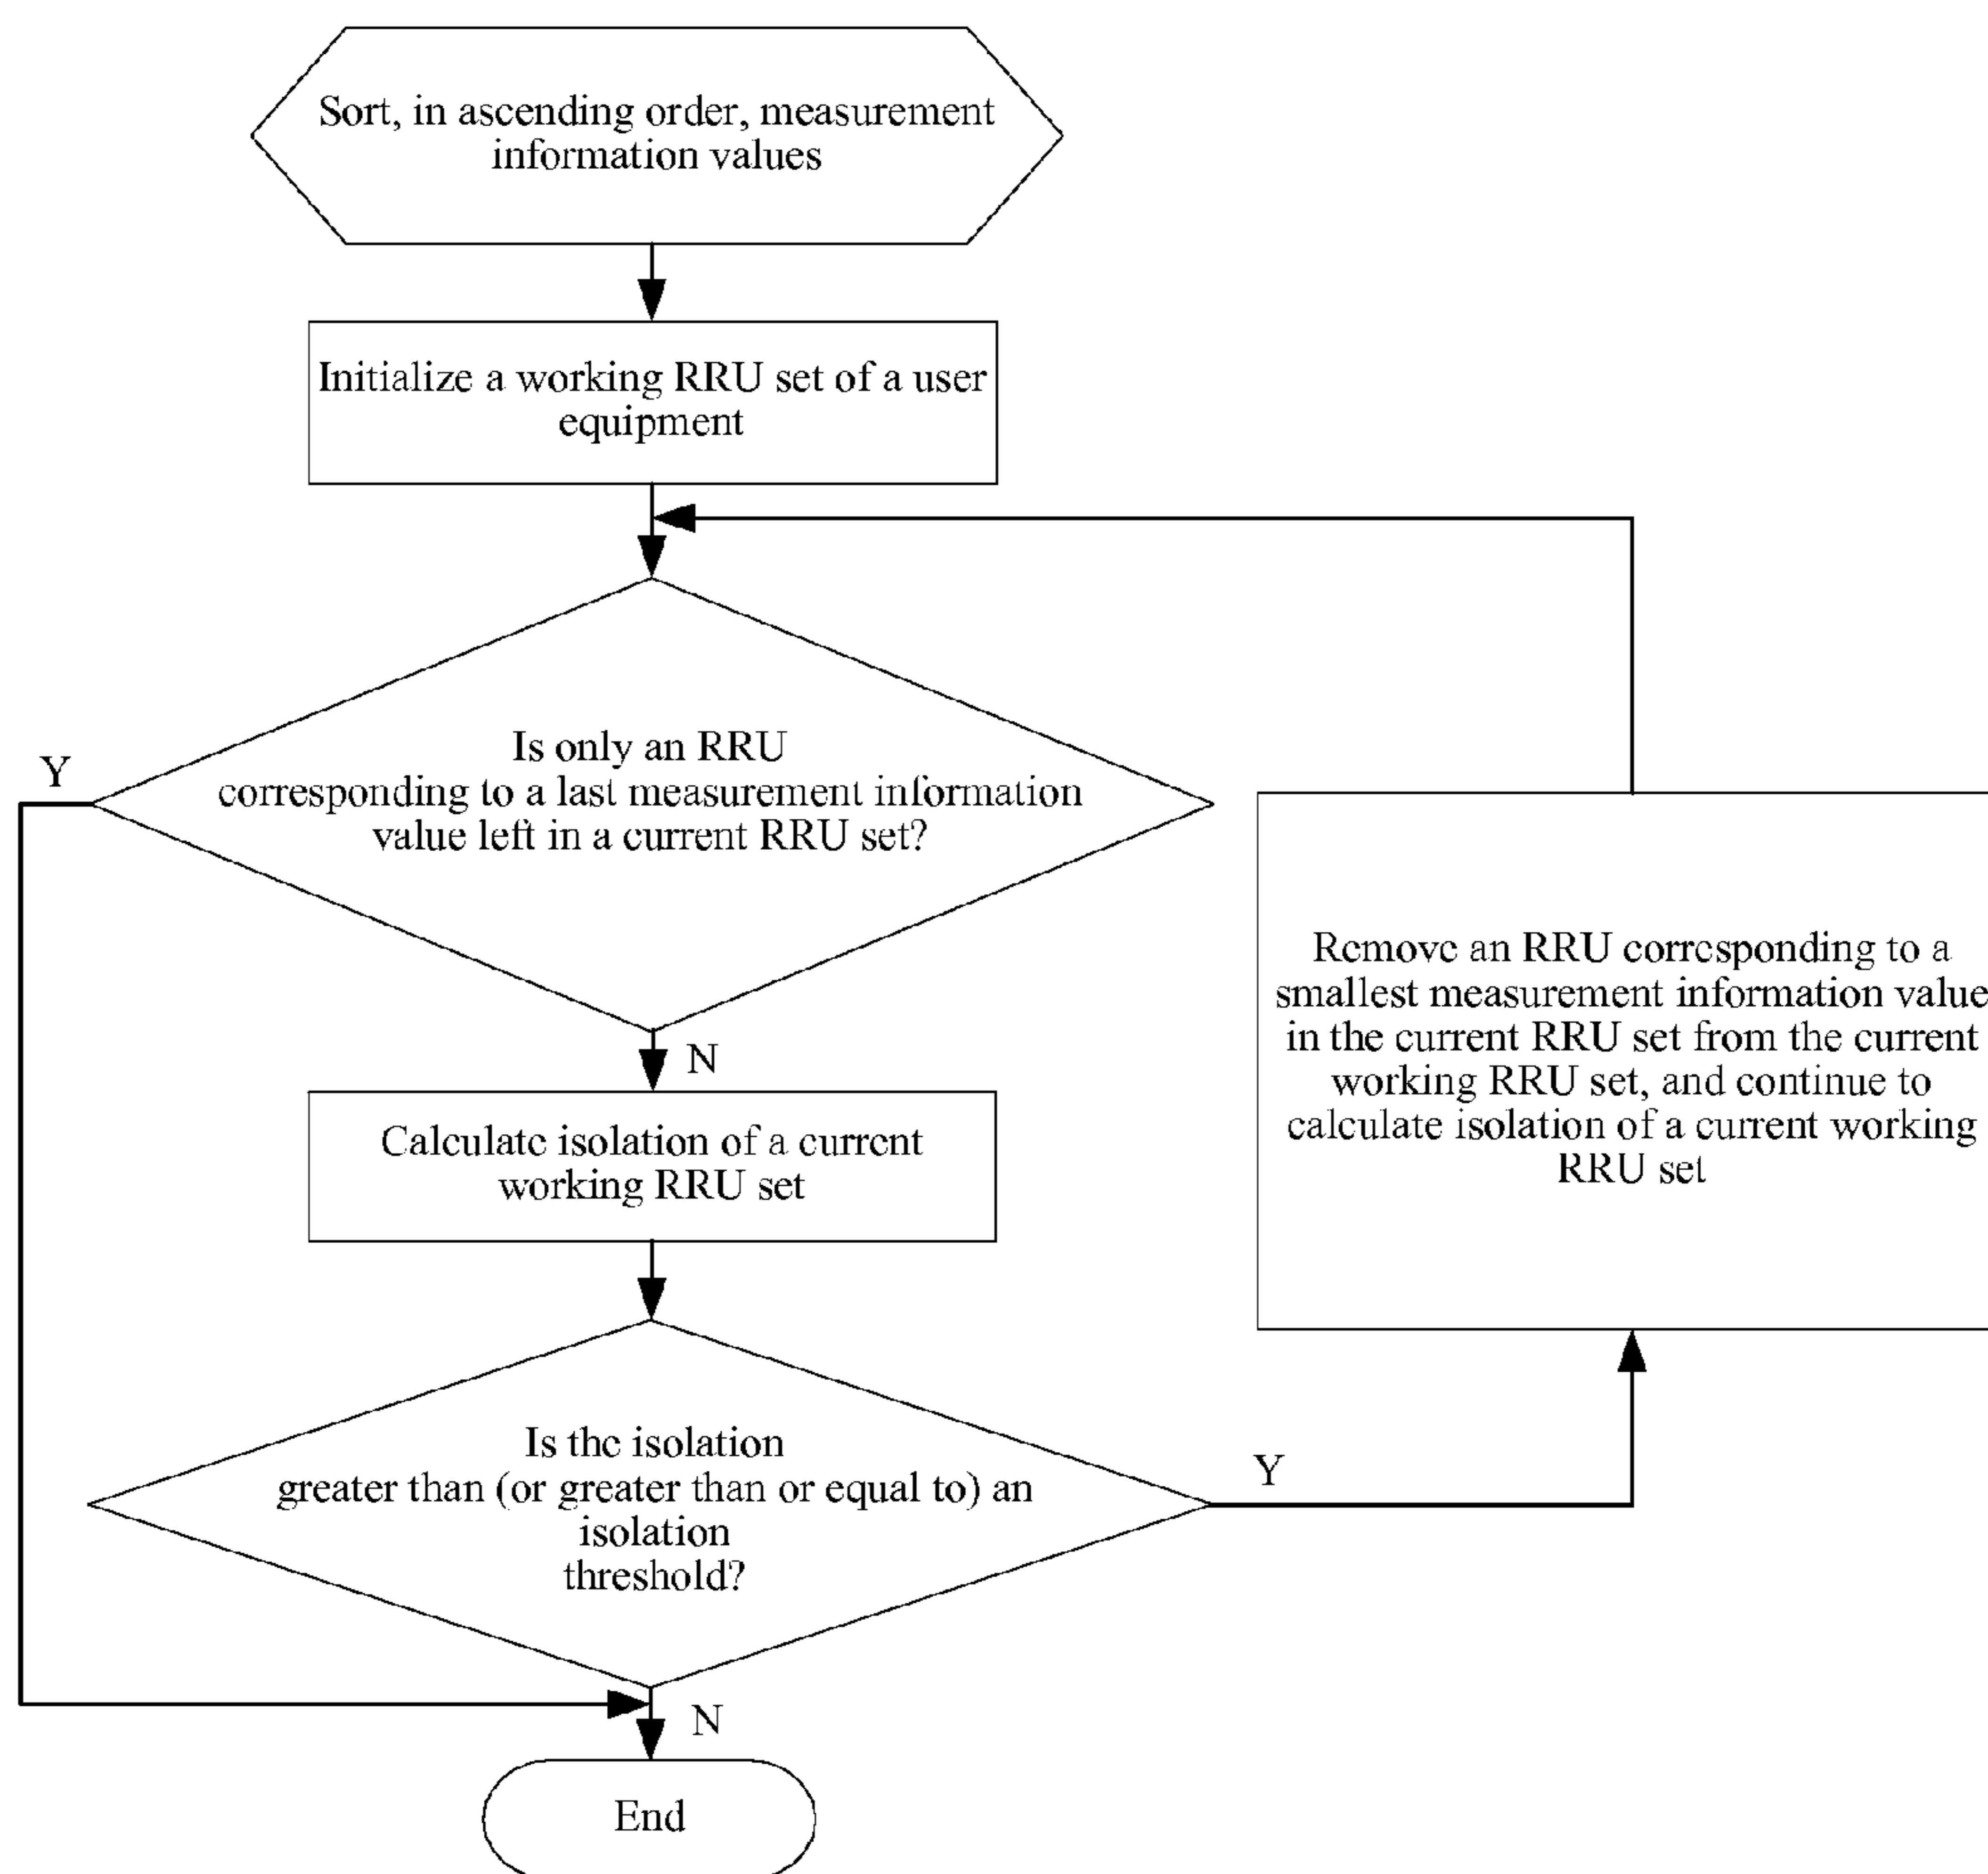 Sort, in ascending order, measurement
information values
Initialize a working RRU set of a user
equipment
Is only an RRU
corresponding to a last measurement information
value left in a current RRU set?
Y
N
Calculate isolation of a current
working RRU set
Is the isolation
greater than (or greater than or equal to) an
isolation
threshold?
Y
Remove an RRU corresponding to a
smallest measurement information value
in the current RRU set from the current
working RRU set, and continue to
calculate isolation of a current working
RRU set
N
End